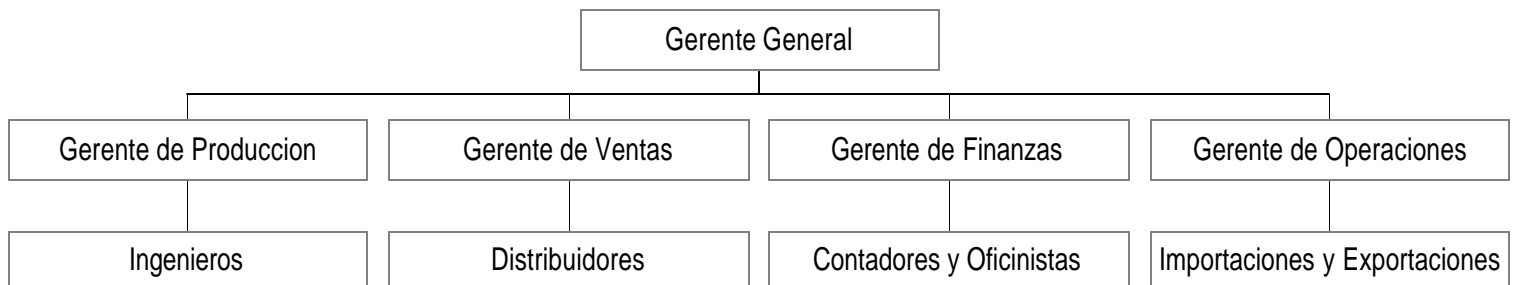 Gerente General
Gerente de Produccion
Gerente de Ventas
Gerente de Finanzas
Gerente de Operaciones
Ingenieros
Distribuidores
Contadores y Oficinistas
Importaciones y Exportaciones